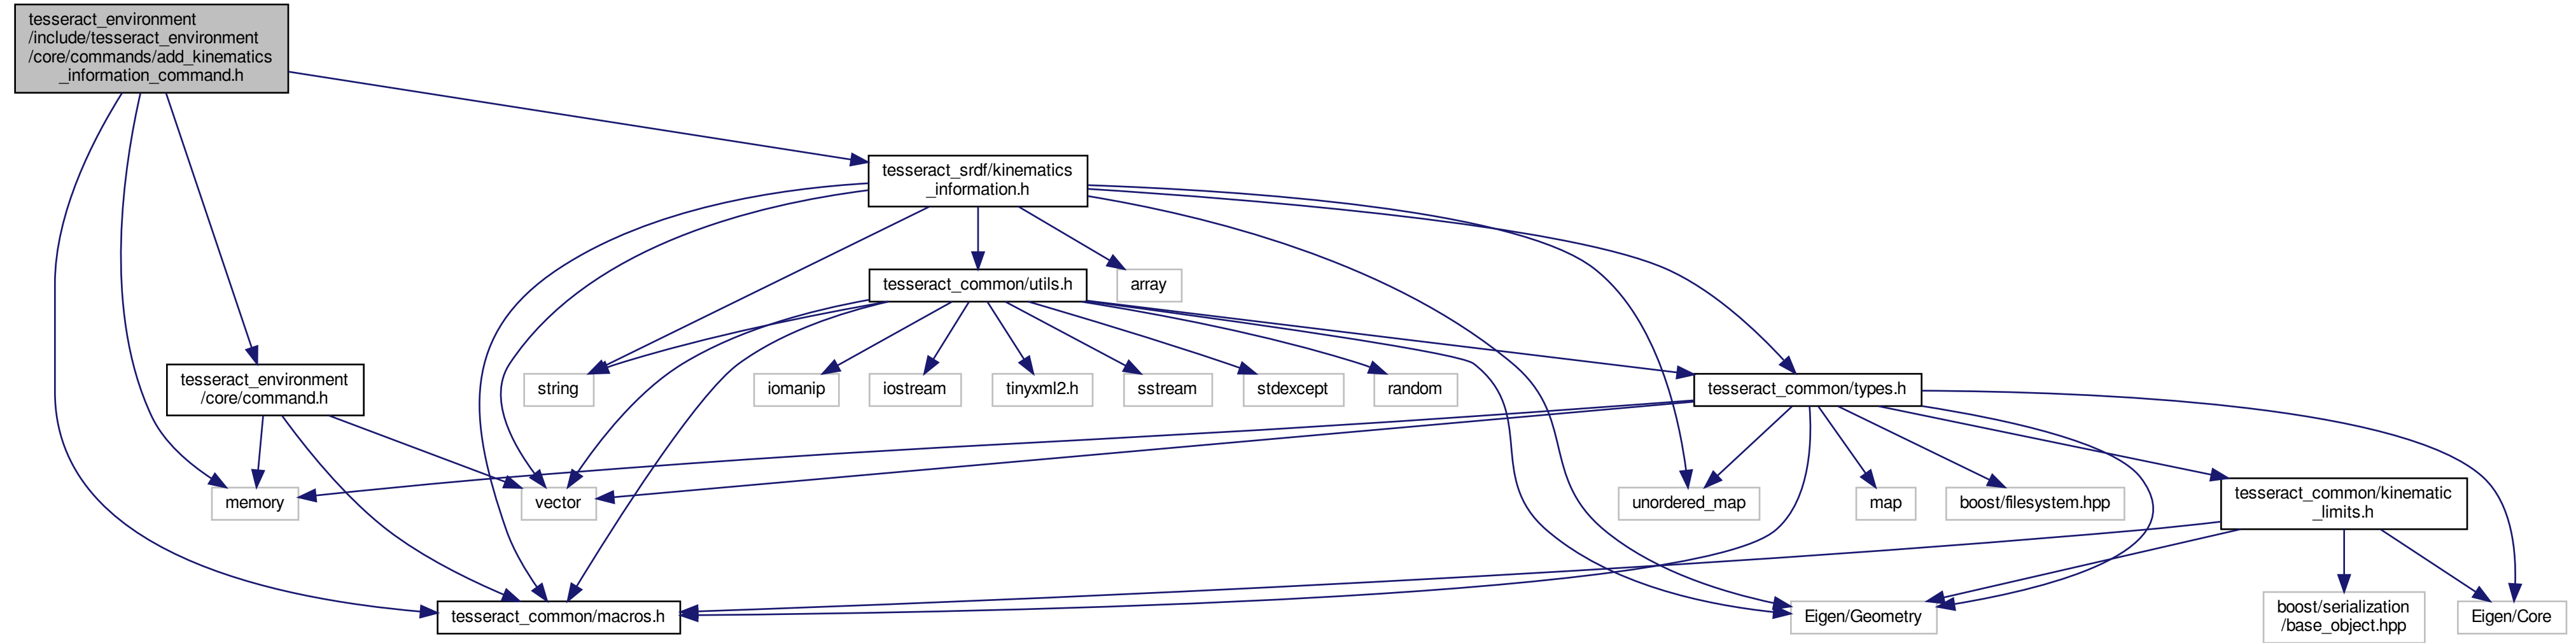 tesseract_environment
/include/tesseract_environment
/core/commands/add_kinematics
_information_command.h
tesseract_srdf/kinematics
_information.h
tesseract_common/utils.h
array
tesseract_environment
/core/command.h
string
iomanip
iostream
tinyxml2.h
sstream
stdexcept
random
tesseract_common/types.h
memory
vector
unordered_map
map
boost/filesystem.hpp
tesseract_common/kinematic
_limits.h
tesseract_common/macros.h
Eigen/Geometry
boost/serialization
/base_object.hpp
Eigen/Core